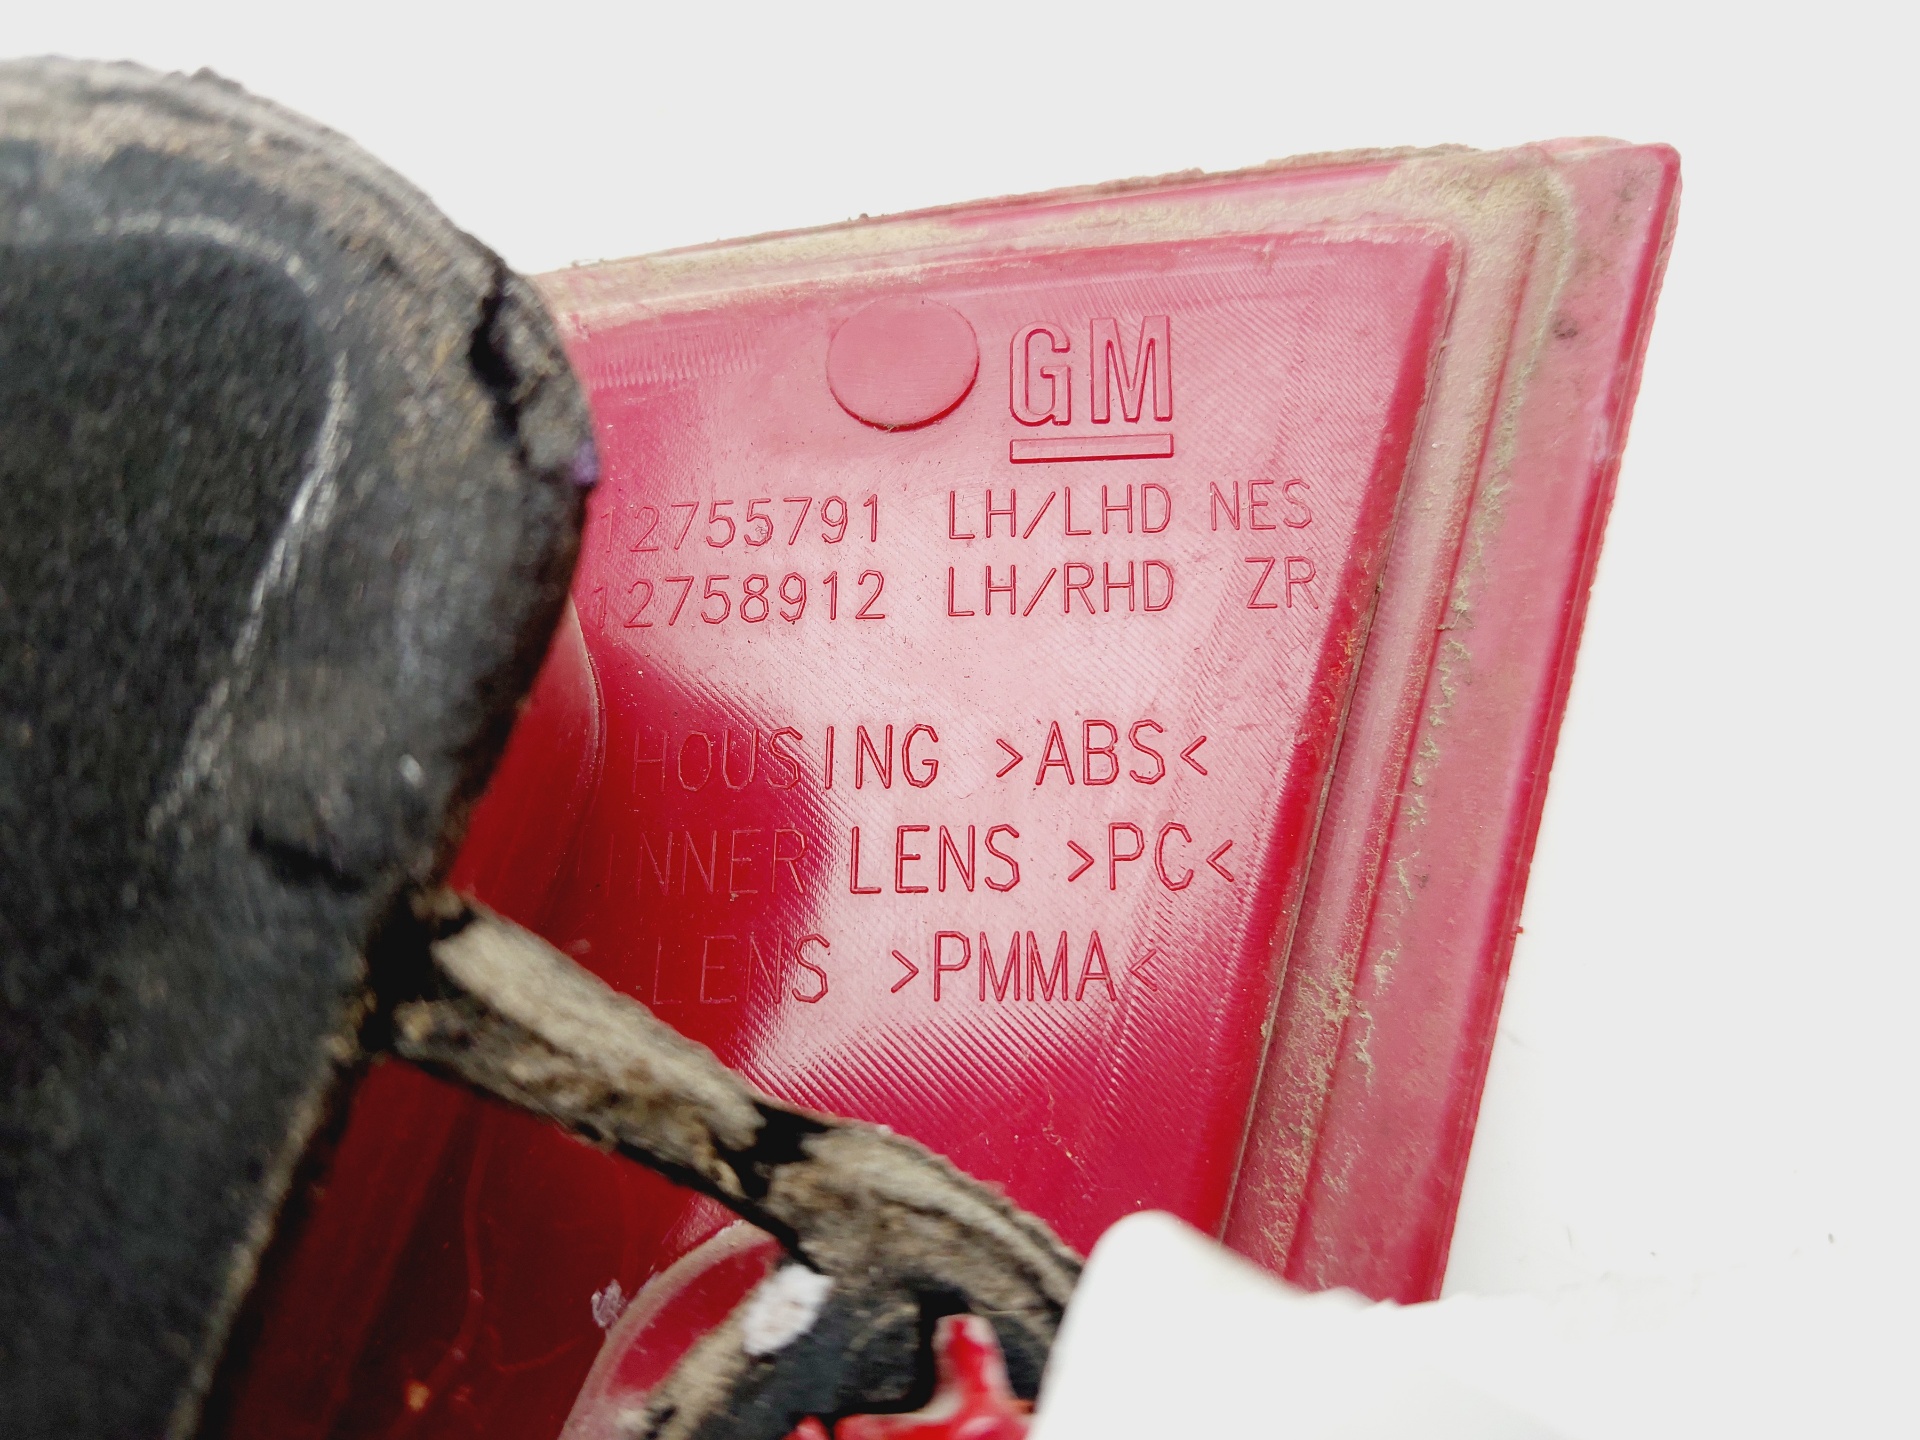 GM
12755791 LH/LHD NES
12758912 LH/RHD ZR
HOUSING >ABS<
INNER LENS >PC<
LENS >PMMA<